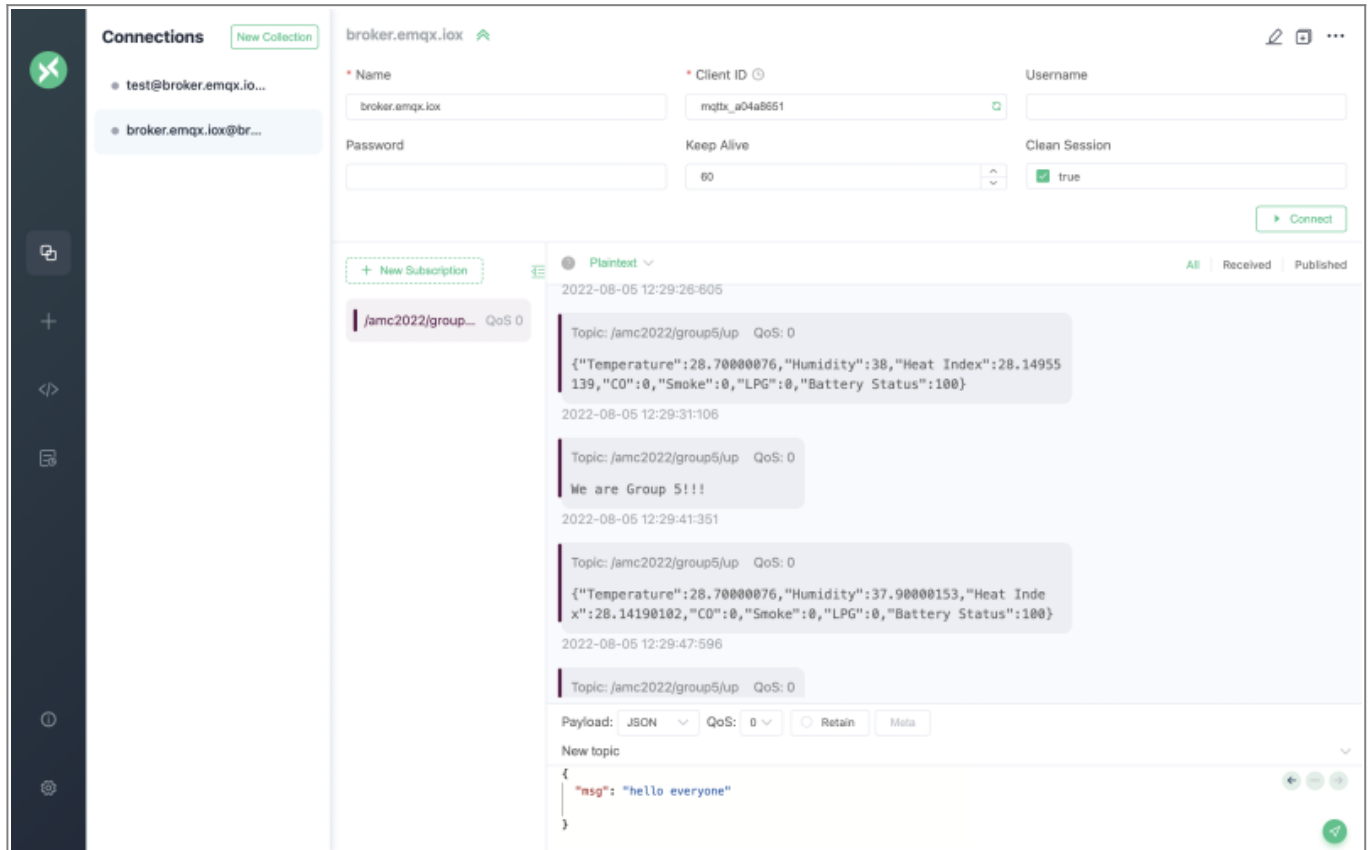 Connections
New Collection
test@broker.emqx.io...
broker.emqx.iox@br...
broker.emqx.iox
* Name
* Client ID
Username
broker.emqx.iox
mqttx_a04a8651
Password
Keep Alive
Clean Session
60
true
Connect
+ New Subscription
/amc2022/group... QoS 0
Plaintext
All
Received
Published
2022-08-05 12:29:26:605
Topic: /amc2022/group5/up QoS: 0
{"Temperature":28.70000076,"Humidity":38,"Heat Index":28.14955
139,"CO":0,"Smoke":0,"LPG":0,"Battery Status":100}
2022-08-05 12:29:31:106
Topic: /amc2022/group5/up QoS: 0
We are Group 5!!!
2022-08-05 12:29:41:351
Topic: /amc2022/group5/up QoS: 0
{"Temperature":28.70000076,"Humidity":37.90000153,"Heat Inde
x":28.14190102,"CO":0,"Smoke":0,"LPG":0,"Battery Status":100}
2022-08-05 12:29:47:596
Topic: /amc2022/group5/up QoS: 0
Payload: JSON QoS: 0 Retain Meta
New topic
{
"msg": "hello everyone"
}